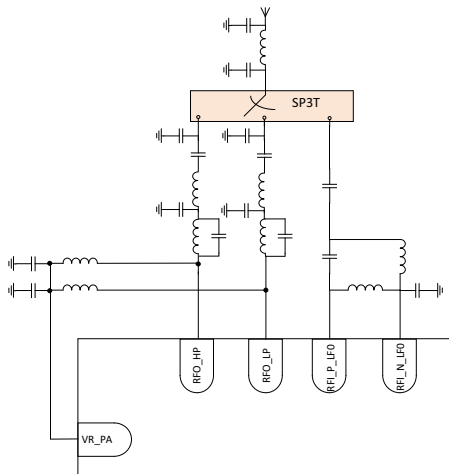 SP3T
RFO_HP
RFO_LP
RFI_P_LF0
RFI_N_LF0
VR_PA